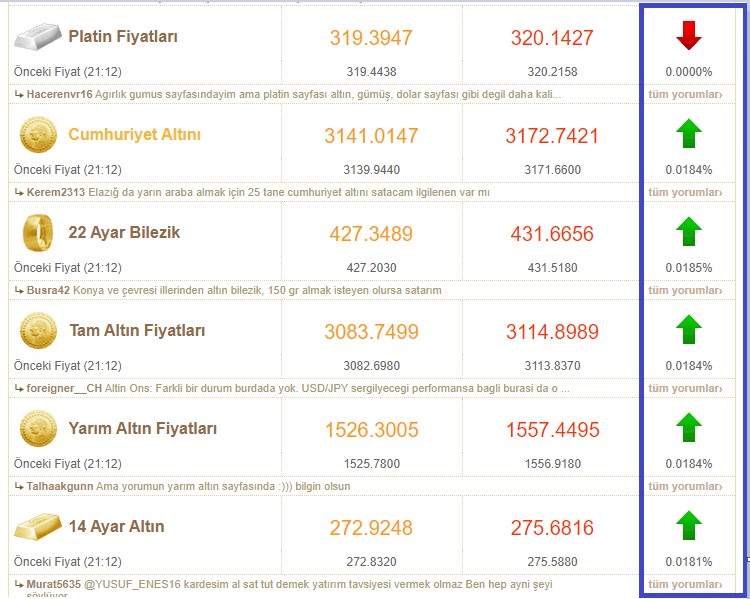 Platin Fiyatları 319.3947 320.1427
Önceki Fiyat (21:12) 319.4438 320.2158 0.0000%
Hacerenvr16 Agırlık gumus sayfasındayim ama platin sayfası altın, gümüş, dolar sayfası gibi degil daha kali... tüm yorumlar›
Cumhuriyet Altını 3141.0147 3172.7421
Önceki Fiyat (21:12) 3139.9440 3171.6600 0.0184%
Kerem2313 Elazığ da yarın araba almak için 25 tane cumhuriyet altını satacam ilgilenen var mı tüm yorumlar›
22 Ayar Bilezik 427.3489 431.6656
Önceki Fiyat (21:12) 427.2030 431.5180 0.0185%
Busra42 Konya ve çevresi illerinden altın bilezik, 150 gr almak isteyen olursa satarım tüm yorumlar›
Tam Altın Fiyatları 3083.7499 3114.8989
Önceki Fiyat (21:12) 3082.6980 3113.8370 0.0184%
foreigner__CH Altin Ons: Farkli bir durum burdada yok. USD/JPY sergilyecegi performansa bagli burasi da o ... tüm yorumlar›
Yarım Altın Fiyatları 1526.3005 1557.4495
Önceki Fiyat (21:12) 1525.7800 1556.9180 0.0184%
Talhaakgunn Ama yorumun yarım altın sayfasında :))) bilgin olsun tüm yorumlar›
14 Ayar Altın 272.9248 275.6816
Önceki Fiyat (21:12) 272.8320 275.5880 0.0181%
Murat5635 @YUSUF_ENES16 kardesim al sat tut demek yatırım tavsiyesi vermek olmaz Ben hep ayni şeyi tüm yorumlar›
söylüyor